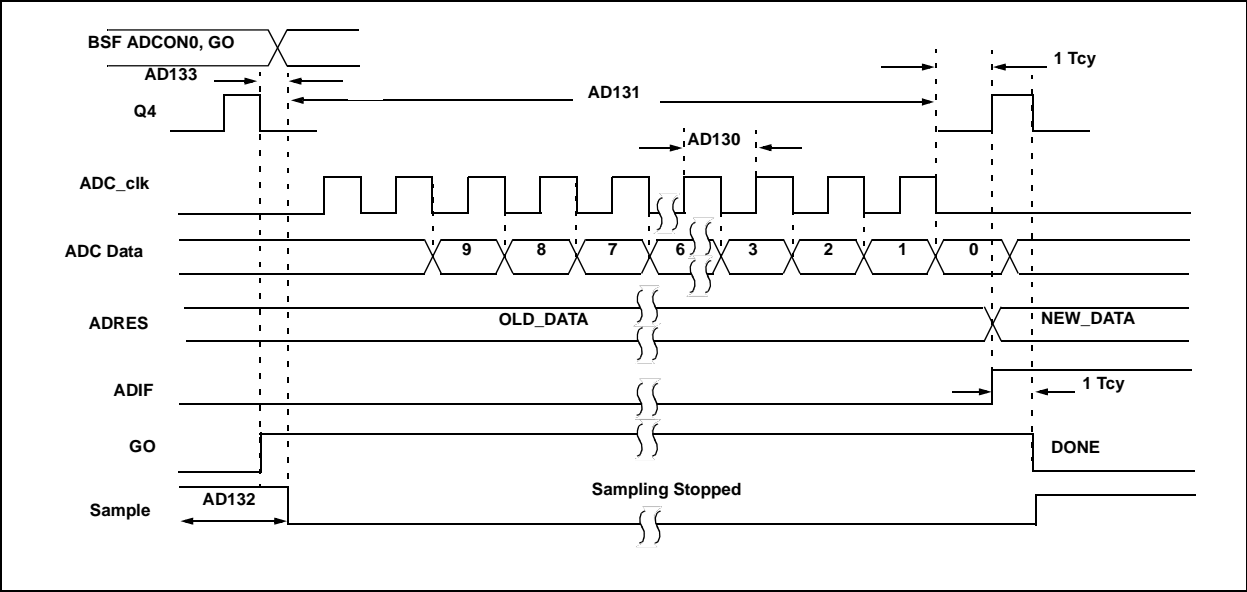 BSF ADCON0, GO
AD133
1 Tcy
AD131
Q4
AD130
ADC_clk
ADC Data
9 8 7 6 3 2 1 0
ADRES
OLD_DATA
NEW_DATA
ADIF
1 Tcy
GO
DONE
Sampling Stopped
AD132
Sample